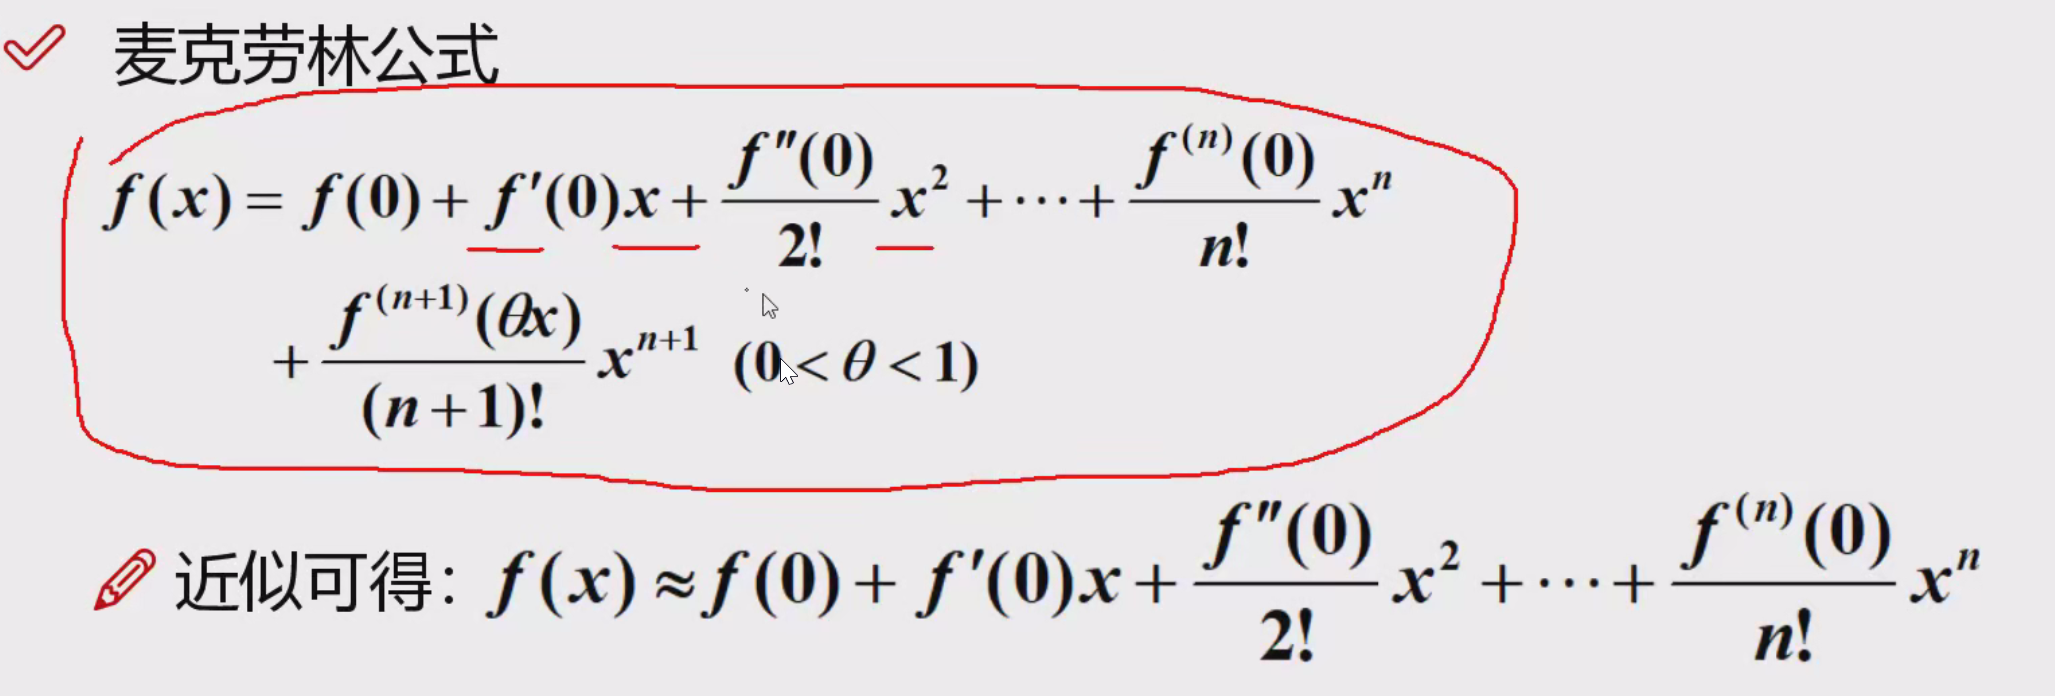 麦克劳林公式
f(x) = f(0) + f′(0)x + f″(0)/2! x² + ⋯ + f⁽ⁿ⁾(0)/n! xⁿ
+ f⁽ⁿ⁺¹⁾(θx)/(n+1)! xⁿ⁺¹ (0 < θ < 1)
近似可得：f(x) ≈ f(0) + f′(0)x + f″(0)/2! x² + ⋯ + f⁽ⁿ⁾(0)/n! xⁿ